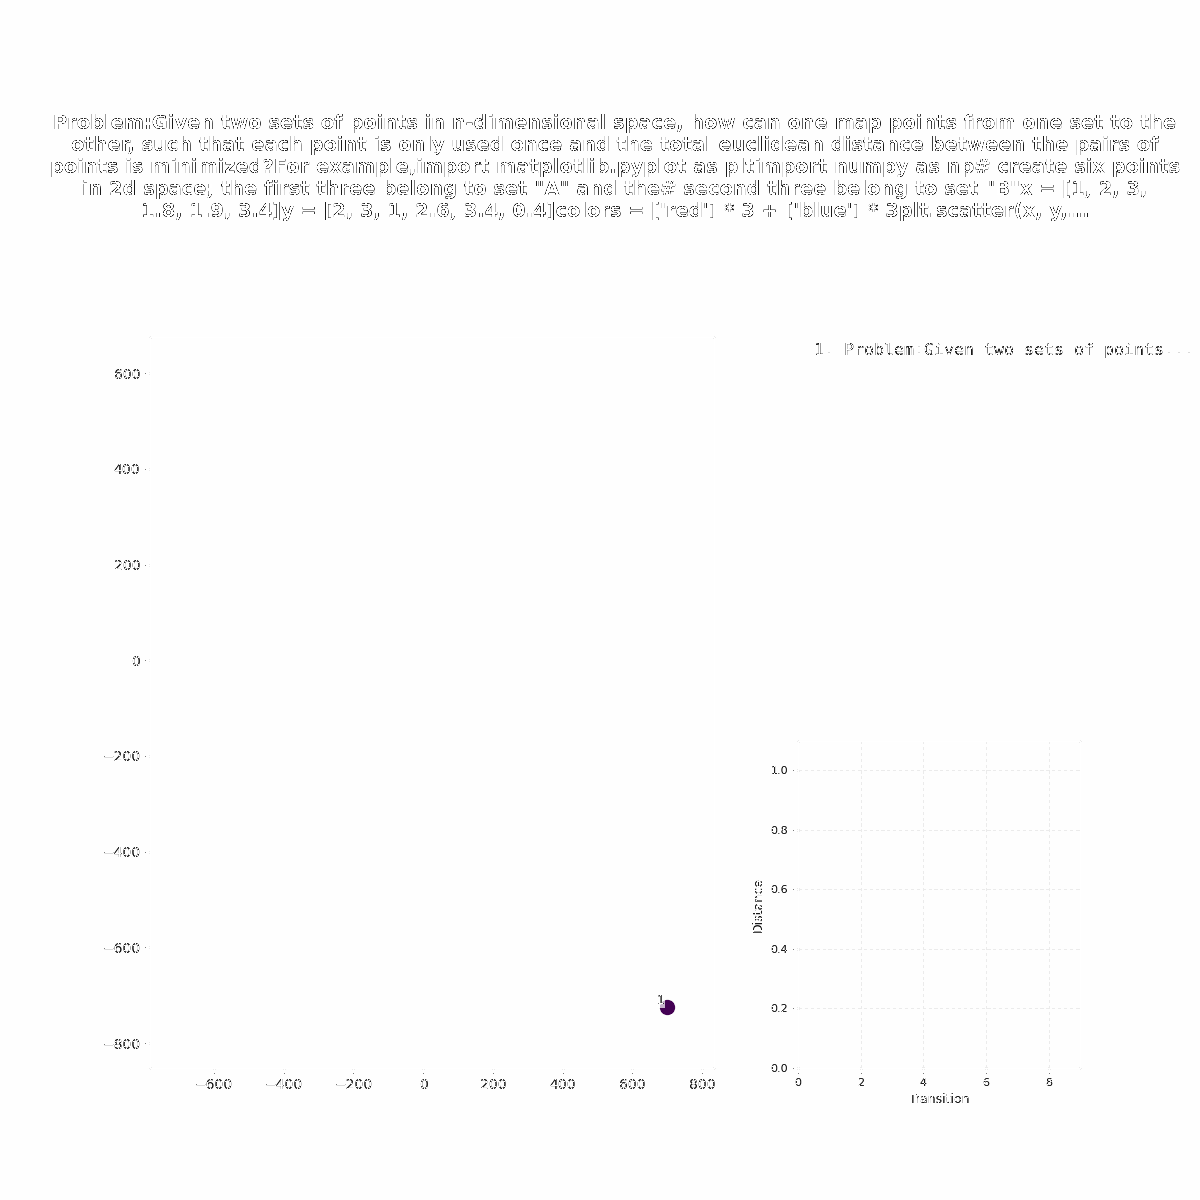 Problem:Given two sets of points in n-dimensional space, how can one map points from one set to the
other, such that each point is only used once and the total euclidean distance between the pairs of
points is minimized?For example,import matplotlib.pyplot as pltimport numpy as np# create six points
in 2d space; the first three belong to set "A" and the# second three belong to set "B"x = [1, 2, 3,
1.8, 1.9, 3.4]y = [2, 3, 1, 2.6, 3.4, 0.4]colors = ['red'] * 3 + ['blue'] * 3plt.scatter(x, y,...
1. Problem:Given two sets of points...
600
400
200
0
−200
−400
−600
−800
−600 −400 −200 0 200 400 600 800
1
1.0
0.8
0.6
0.4
0.2
0.0
Distance
0 2 4 6 8
Transition